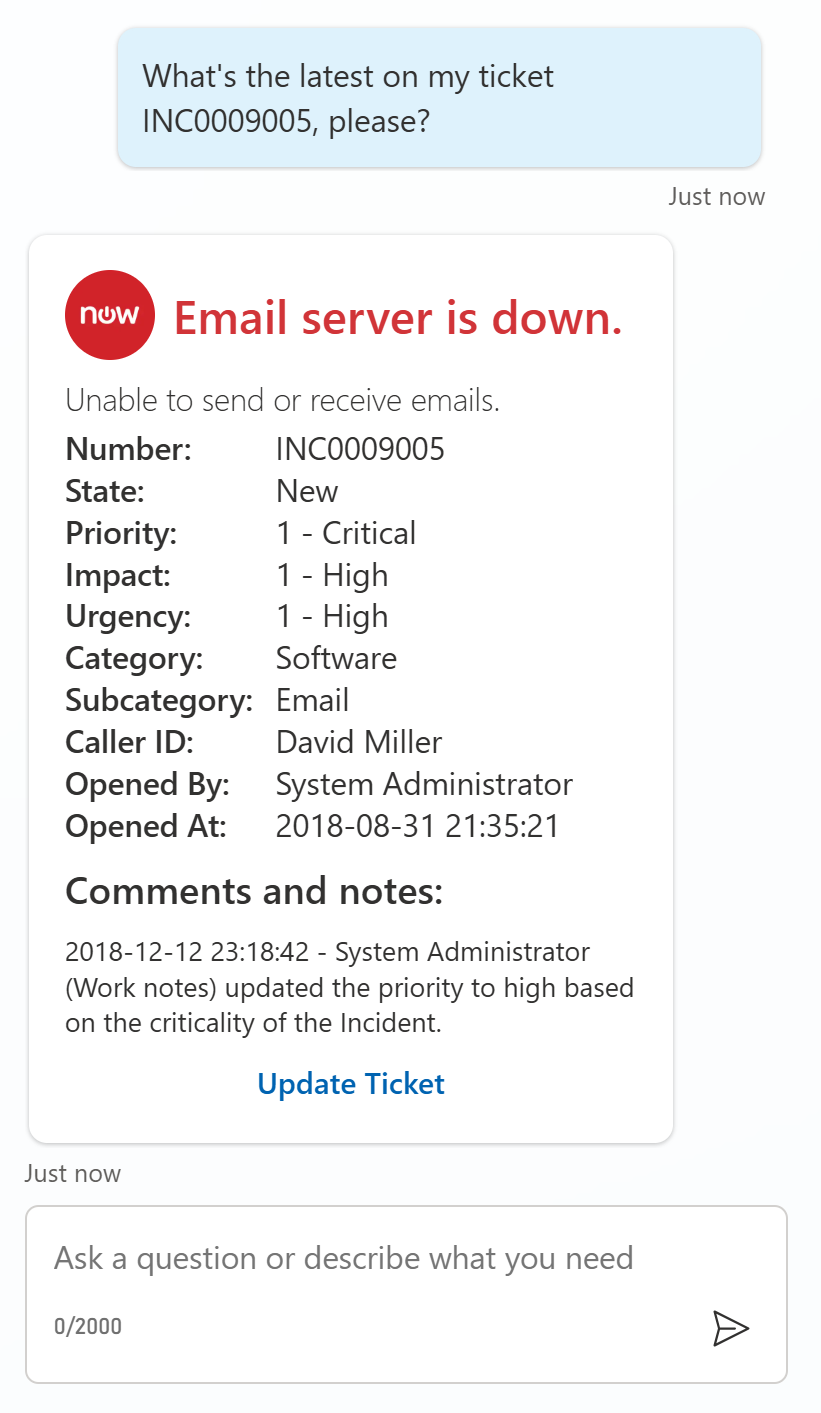 What's the latest on my ticket
INC0009005, please?
Just now
now
Email server is down.
Unable to send or receive emails.
Number: INC0009005
State: New
Priority: 1 - Critical
Impact: 1 - High
Urgency: 1 - High
Category: Software
Subcategory: Email
Caller ID: David Miller
Opened By: System Administrator
Opened At: 2018-08-31 21:35:21
Comments and notes:
2018-12-12 23:18:42 - System Administrator
(Work notes) updated the priority to high based
on the criticality of the Incident.
Update Ticket
Just now
Ask a question or describe what you need
0/2000